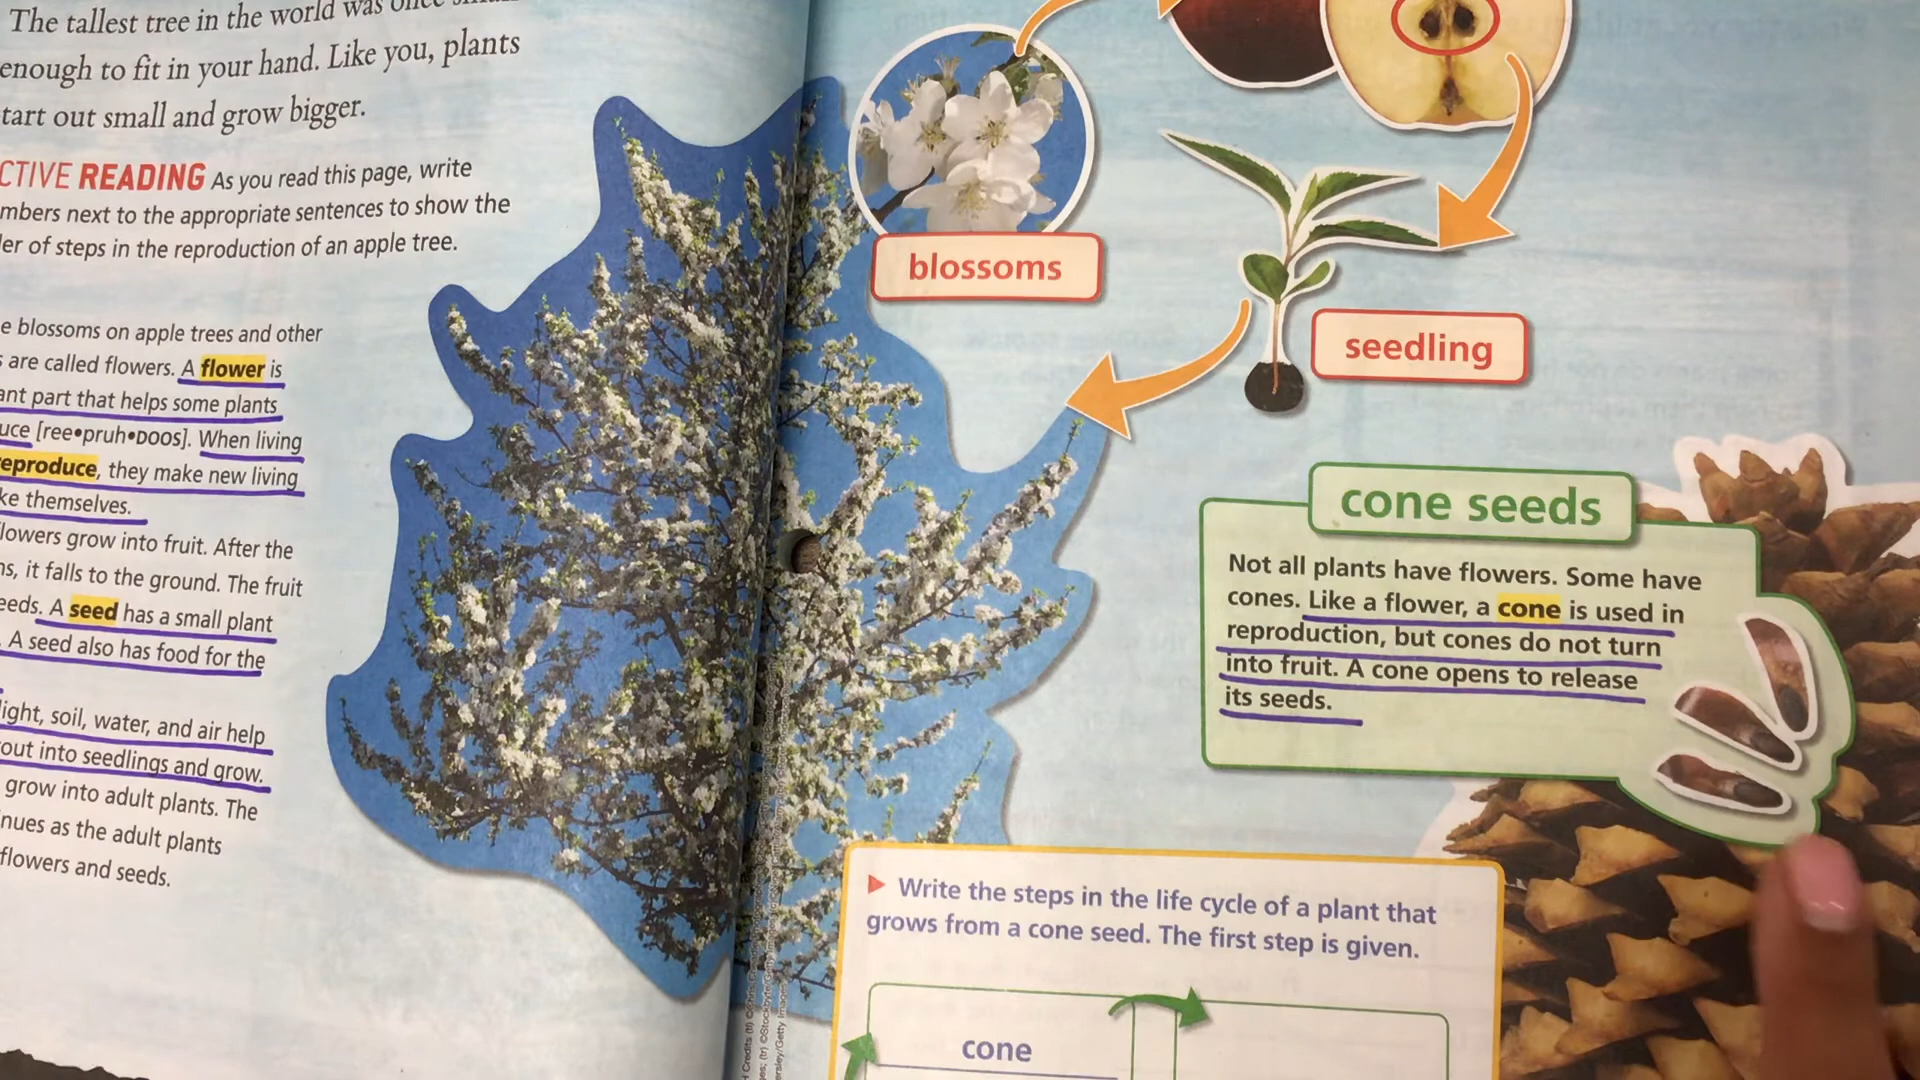 The tallest tree in the world was once
enough to fit in your hand. Like you, plants
tart out small and grow bigger.
CTIVE READING As you read this page, write
mbers next to the appropriate sentences to show the
er of steps in the reproduction of an apple tree.
e blossoms on apple trees and other
s are called flowers. A flower is
ant part that helps some plants
uce [ree•pruh•DOOS]. When living
eproduce, they make new living
ke themselves.
lowers grow into fruit. After the
ns, it falls to the ground. The fruit
eeds. A seed has a small plant
. A seed also has food for the
light, soil, water, and air help
out into seedlings and grow.
grow into adult plants. The
nues as the adult plants
flowers and seeds.
blossoms
seedling
cone seeds
Not all plants have flowers. Some have
cones. Like a flower, a cone is used in
reproduction, but cones do not turn
into fruit. A cone opens to release
its seeds.
Write the steps in the life cycle of a plant that
grows from a cone seed. The first step is given.
cone